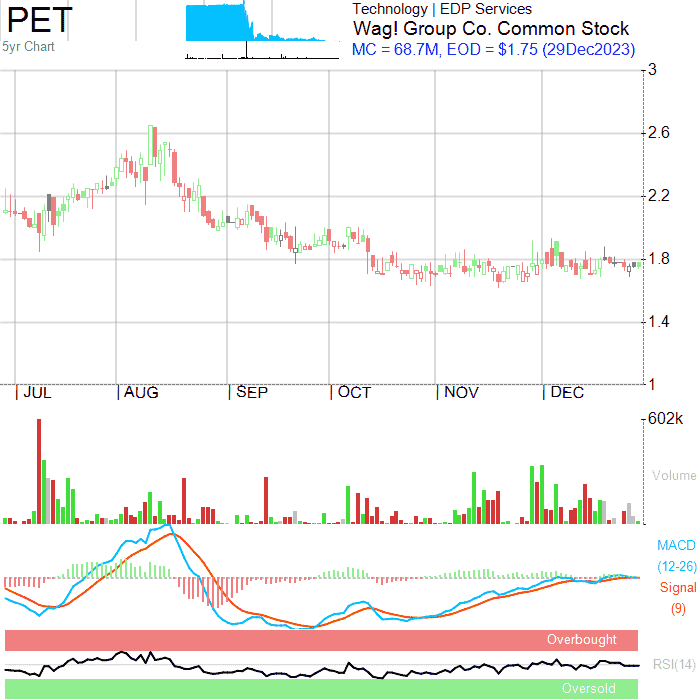 PET
5yr Chart
Technology | EDP Services
Wag! Group Co. Common Stock
MC = 68.7M, EOD = $1.75 (29Dec2023)
3
2.6
2.2
1.8
1.4
1
JUL AUG SEP OCT NOV DEC
602k
Volume
MACD
(12-26)
Signal
(9)
Overbought
RSI(14)
Oversold